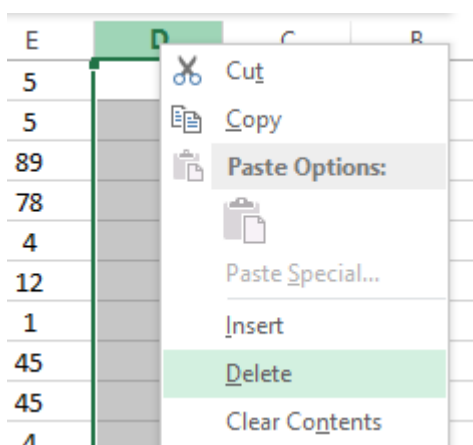 E D C B
5
5
89
78
4
12
1
45
45
4
Cut
Copy
Paste Options:
Paste Special...
Insert
Delete
Clear Contents